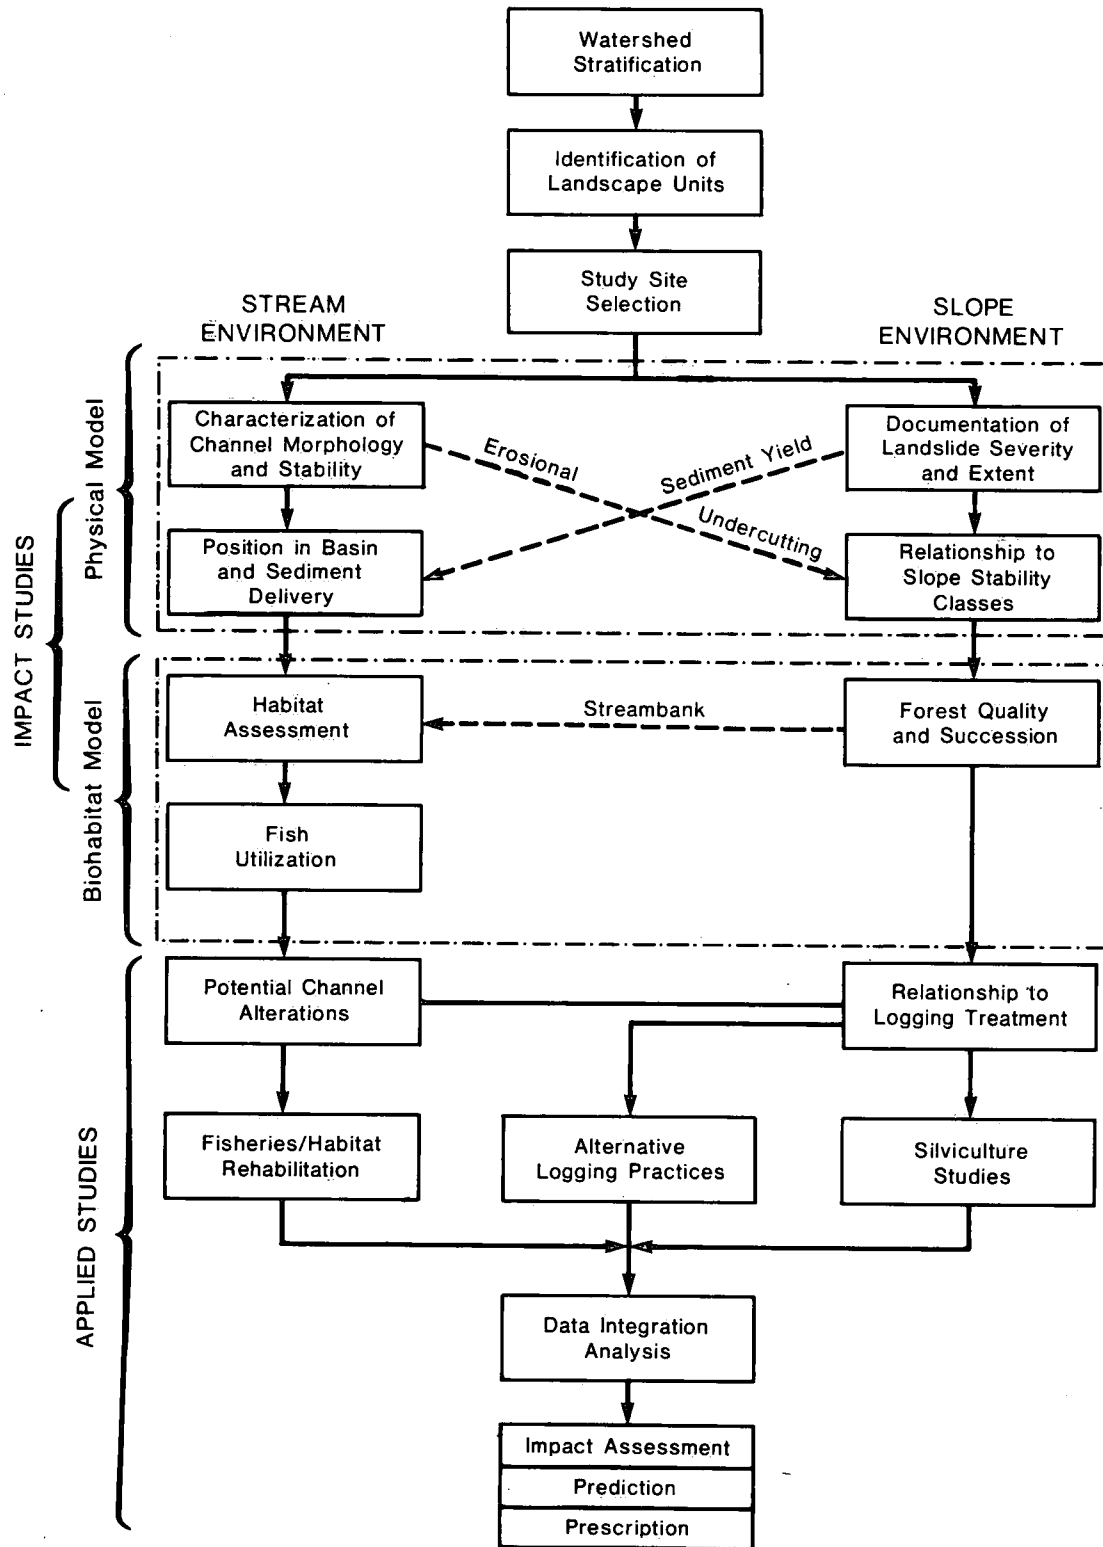 Watershed
Stratification
Identification of
Landscape Units
Study Site
Selection
STREAM
ENVIRONMENT
SLOPE
ENVIRONMENT
IMPACT STUDIES
Physical Model
Characterization of
Channel Morphology
and Stability
Erosional
Undercutting
Sediment Yield
Documentation of
Landslide Severity
and Extent
Position in Basin
and Sediment
Delivery
Relationship to
Slope Stability
Classes
Biohabitat Model
Habitat
Assessment
Streambank
Forest Quality
and Succession
Fish
Utilization
APPLIED STUDIES
Potential Channel
Alterations
Relationship to
Logging Treatment
Fisheries/Habitat
Rehabilitation
Alternative
Logging Practices
Silviculture
Studies
Data Integration
Analysis
Impact Assessment
Prediction
Prescription